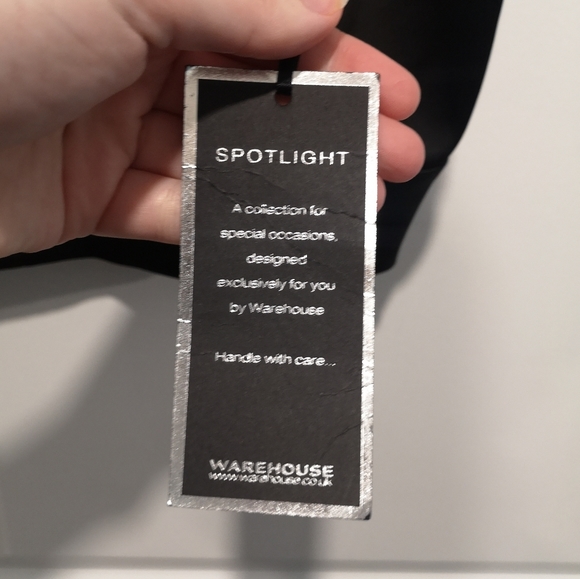 SPOTLIGHT
A collection for
special occasions,
designed
exclusively for you
by Warehouse
Handle with care...
WAREHOUSE
www.warehouse.co.uk